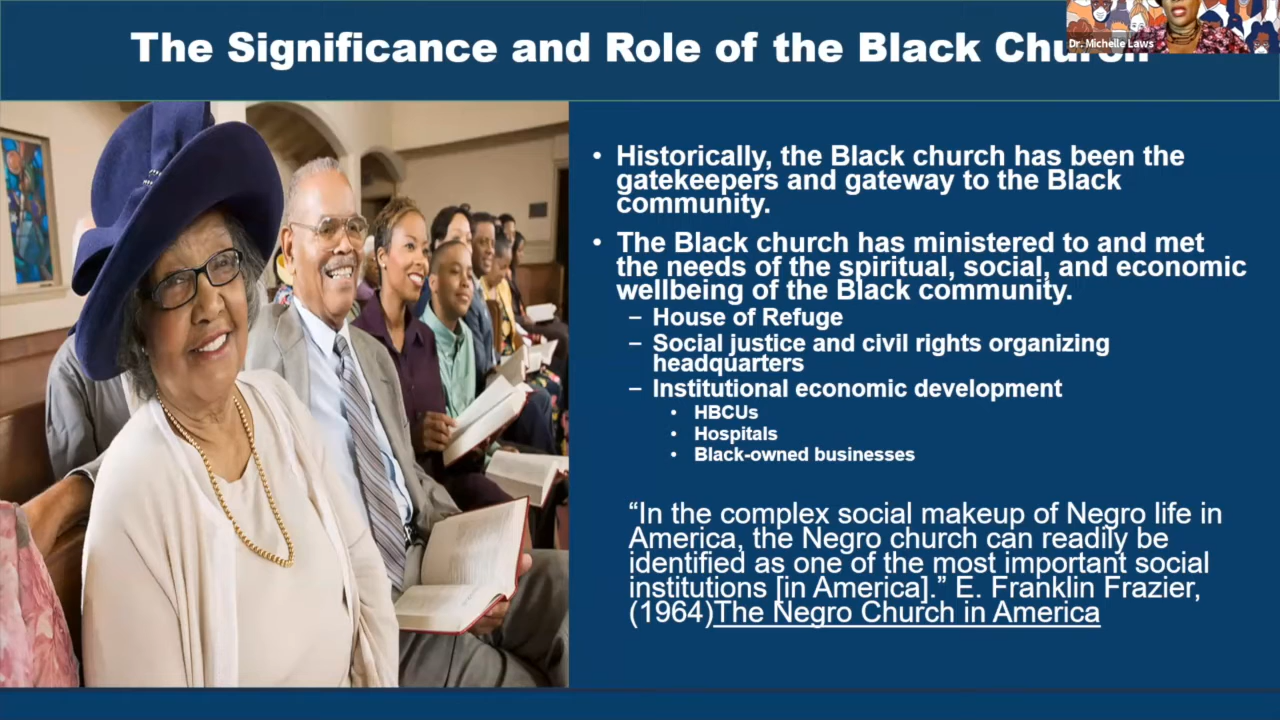 The Significance and Role of the Black Church
Dr. Michelle Laws
• Historically, the Black church has been the
gatekeepers and gateway to the Black
community.
• The Black church has ministered to and met
the needs of the spiritual, social, and economic
wellbeing of the Black community.
– House of Refuge
– Social justice and civil rights organizing
headquarters
– Institutional economic development
• HBCUs
• Hospitals
• Black-owned businesses
“In the complex social makeup of Negro life in
America, the Negro church can readily be
identified as one of the most important social
institutions [in America].” E. Franklin Frazier,
(1964)The Negro Church in America